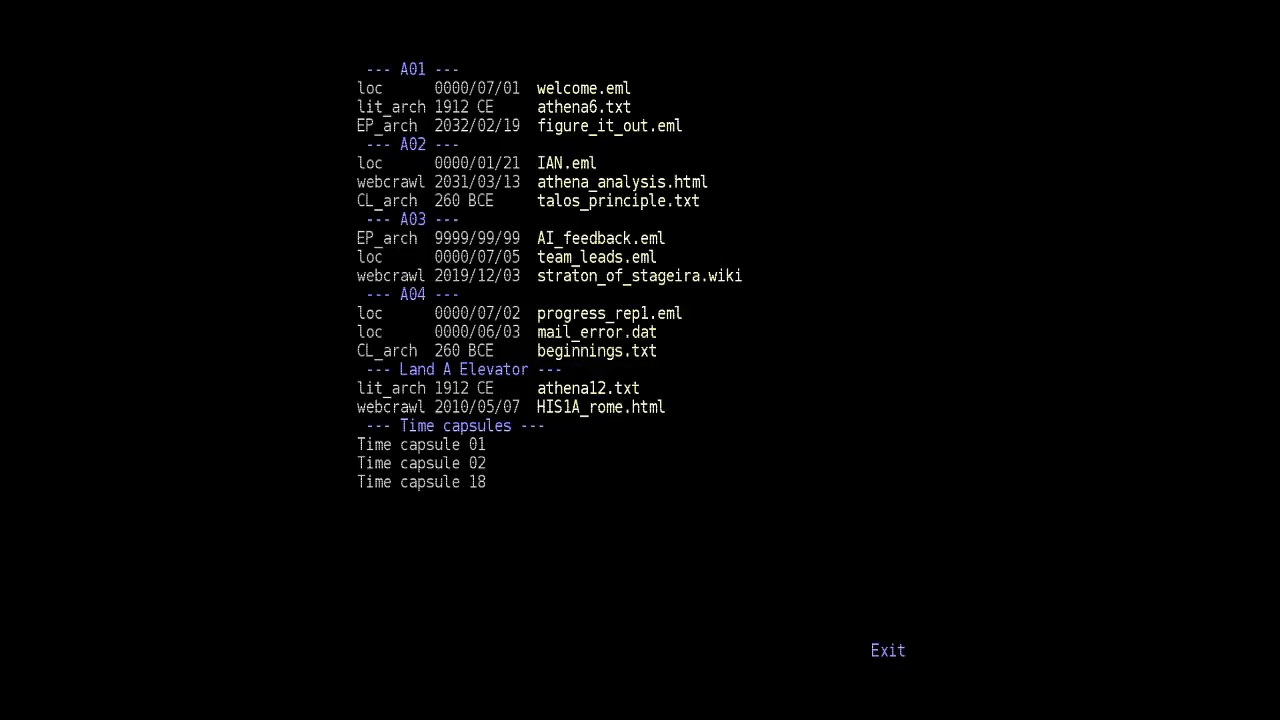 --- A01 ---
loc 0000/07/01 welcome.eml
lit_arch 1912 CE athena6.txt
EP_arch 2032/02/19 figure_it_out.eml
--- A02 ---
loc 0000/01/21 IAN.eml
webcrawl 2031/03/13 athena_analysis.html
CL_arch 260 BCE talos_principle.txt
--- A03 ---
EP_arch 9999/99/99 AI_feedback.eml
loc 0000/07/05 team_leads.eml
webcrawl 2019/12/03 straton_of_stageira.wiki
--- A04 ---
loc 0000/07/02 progress_rep1.eml
loc 0000/06/03 mail_error.dat
CL_arch 260 BCE beginnings.txt
--- Land A Elevator ---
lit_arch 1912 CE athena12.txt
webcrawl 2010/05/07 HIS1A_rome.html
--- Time capsules ---
Time capsule 01
Time capsule 02
Time capsule 18
Exit